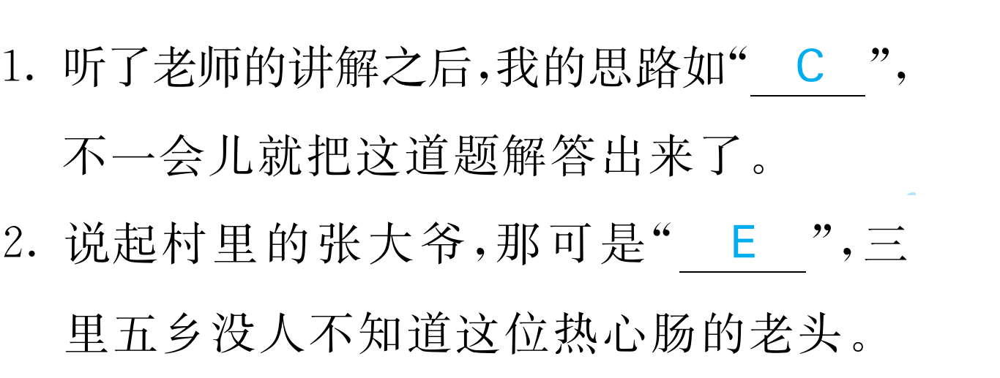 1. 听了老师的讲解之后,我的思路如“ C ”,
不一会儿就把这道题解答出来了。
2. 说起村里的张大爷,那可是“ E ”,三
里五乡没人不知道这位热心肠的老头。